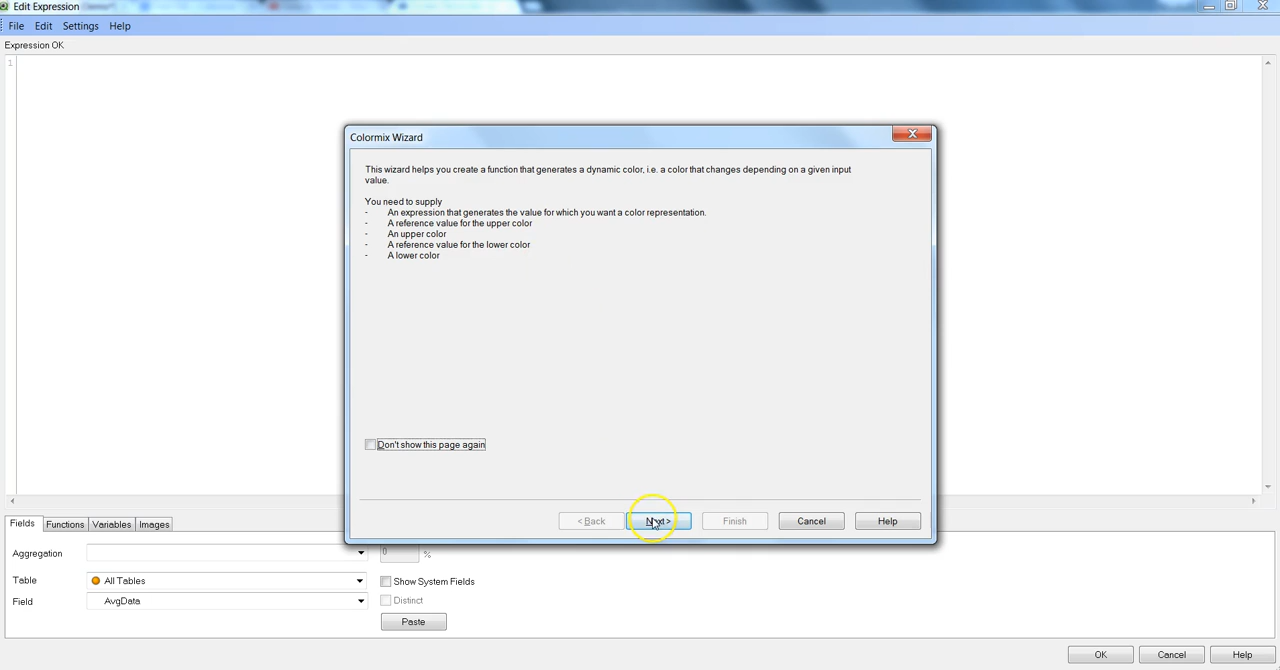 Edit Expression
File Edit Settings Help
Expression OK
1
Colormix Wizard
This wizard helps you create a function that generates a dynamic color, i.e. a color that changes depending on a given input
value.
You need to supply
- An expression that generates the value for which you want a color representation.
- A reference value for the upper color
- An upper color
- A reference value for the lower color
- A lower color
Don't show this page again
< Back Next > Finish Cancel Help
Fields Functions Variables Images
Aggregation 0 %
Table All Tables Show System Fields
Field AvgData Distinct
Paste
OK Cancel Help